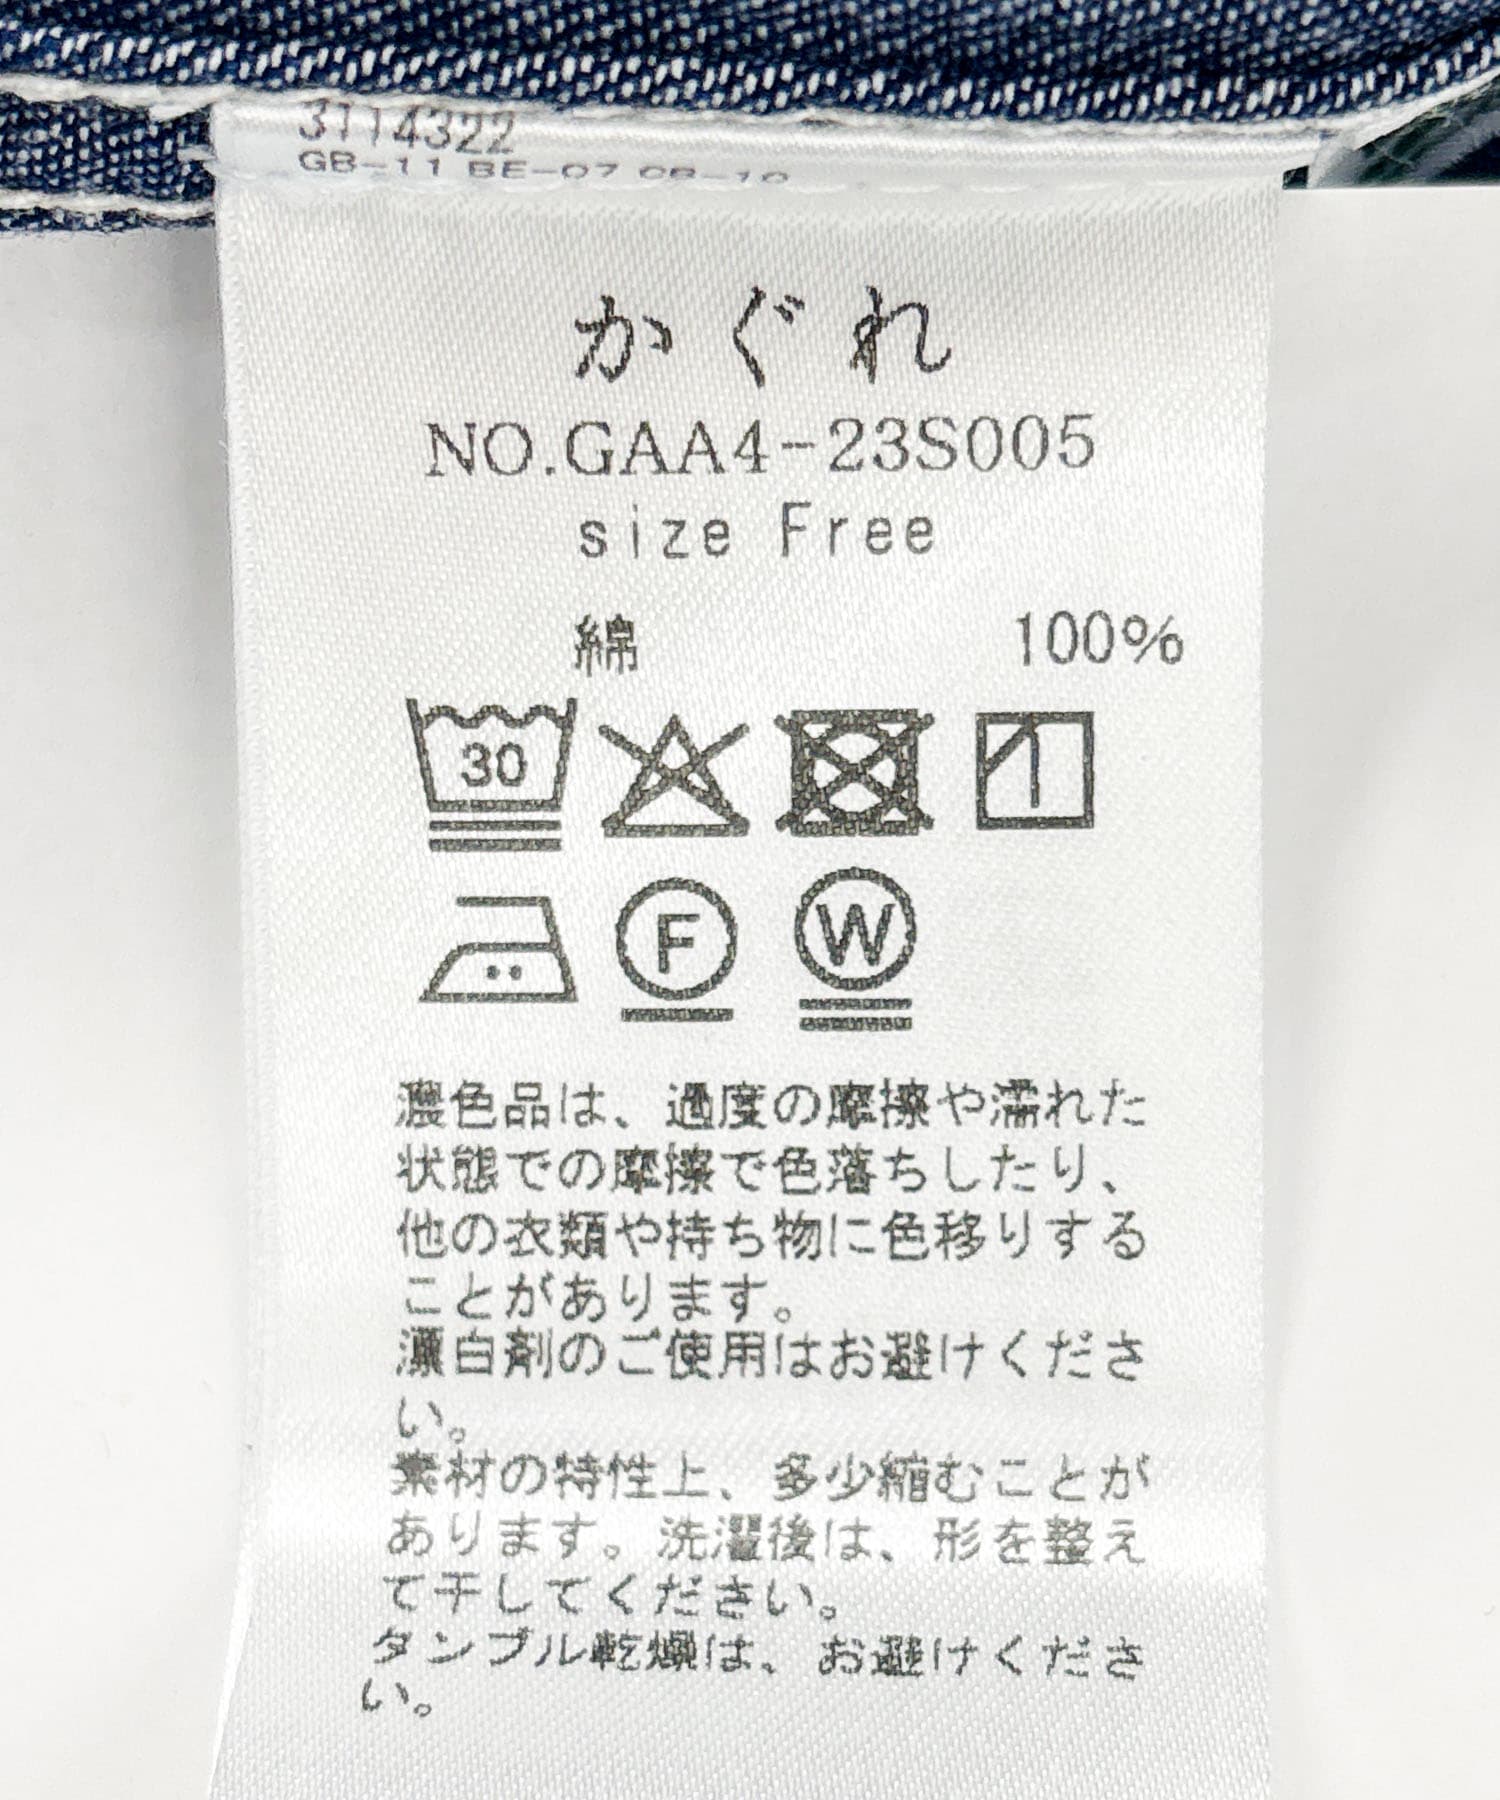 3114322
GB-11 BE-07
かぐれ
NO.GAA4-23S005
size Free
綿 100%
30
F W
濃色品は、過度の摩擦や濡れた
状態での摩擦で色落ちしたり、
他の衣類や持ち物に色移りする
ことがあります。
漂白剤のご使用はお避けくださ
い。
素材の特性上、多少縮むことが
あります。洗濯後は、形を整え
て干してください。
タンブル乾燥は、お避けくださ
い。